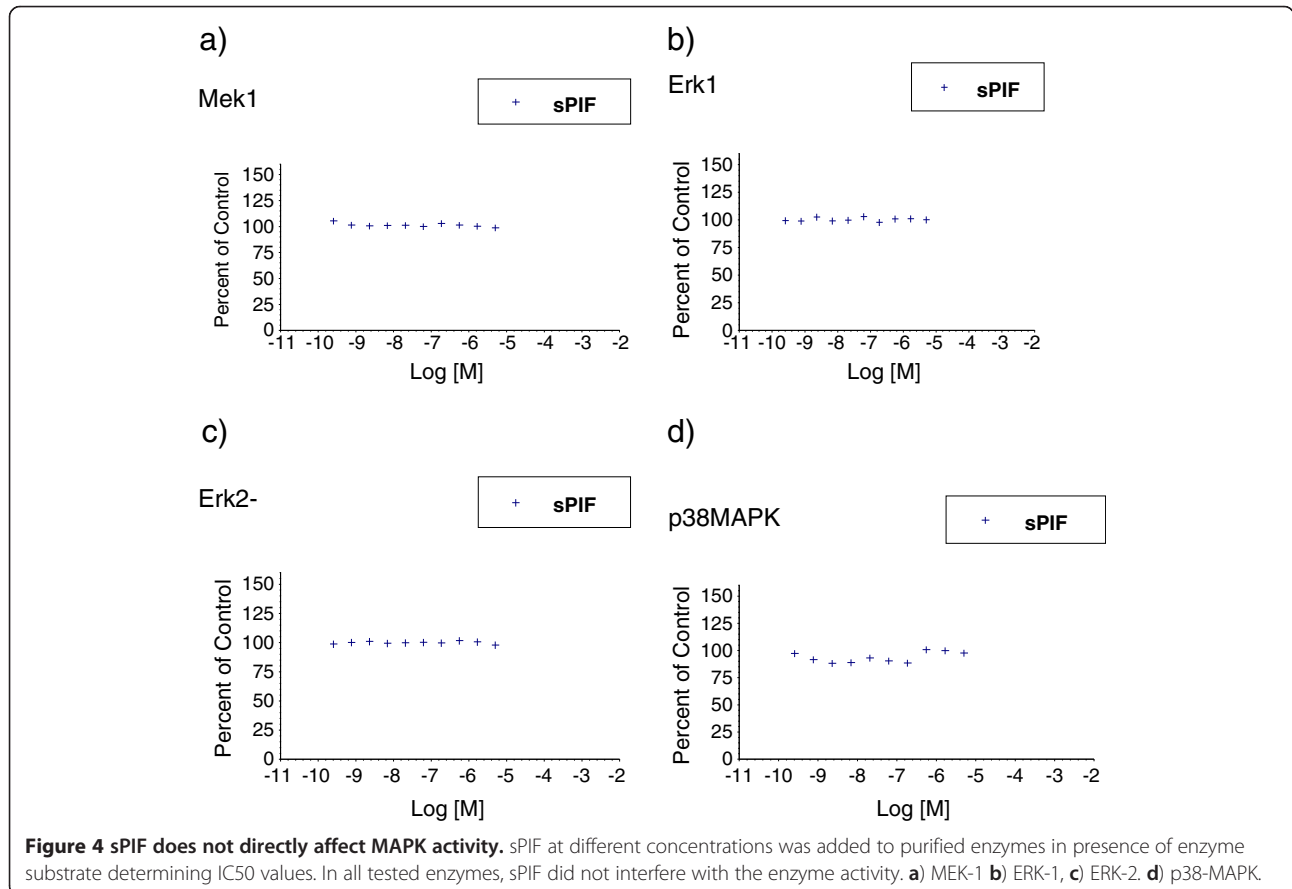 a)
Mek1
+ sPIF
Percent of Control
150
125
100
75
50
25
0
-11 -10 -9 -8 -7 -6 -5 -4 -3 -2
Log [M]
b)
Erk1
+ sPIF
Percent of Control
150
125
100
75
50
25
0
-11 -10 -9 -8 -7 -6 -5 -4 -3 -2
Log [M]
c)
Erk2-
+ sPIF
Percent of Control
150
125
100
75
50
25
0
-11 -10 -9 -8 -7 -6 -5 -4 -3 -2
Log [M]
d)
p38MAPK
+ sPIF
Percent of Control
150
125
100
75
50
25
0
-11 -10 -9 -8 -7 -6 -5 -4 -3 -2
Log [M]
Figure 4 sPIF does not directly affect MAPK activity. sPIF at different concentrations was added to purified enzymes in presence of enzyme
substrate determining IC50 values. In all tested enzymes, sPIF did not interfere with the enzyme activity. a) MEK-1 b) ERK-1, c) ERK-2. d) p38-MAPK.